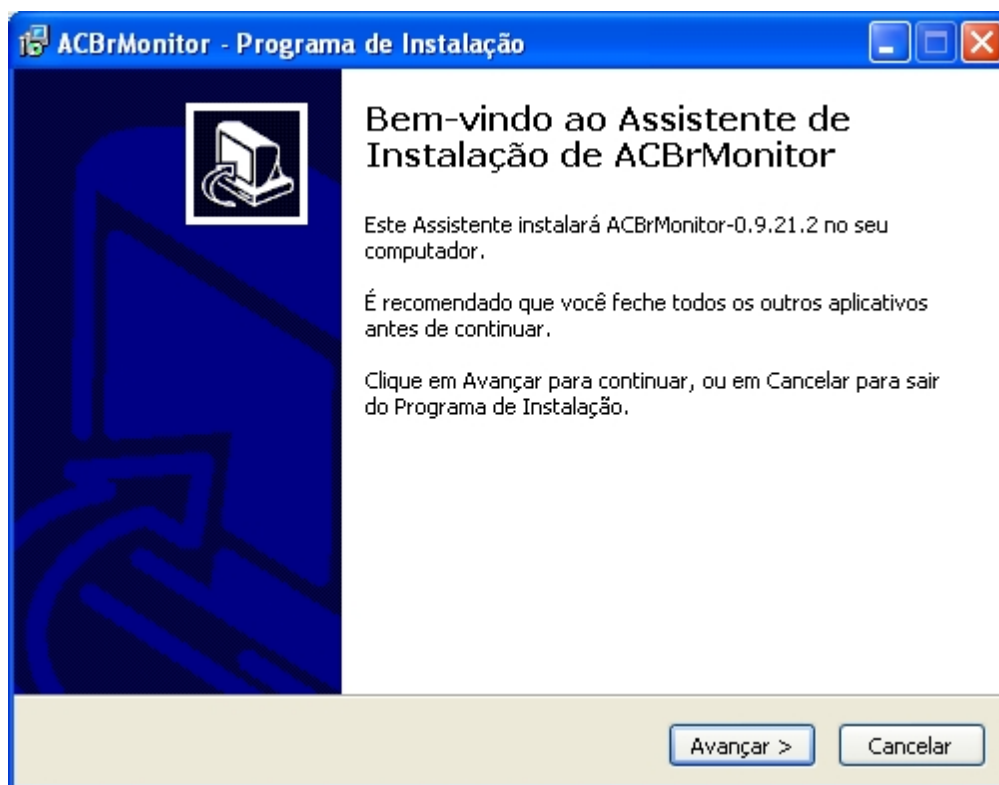 ACBrMonitor - Programa de Instalação
Bem-vindo ao Assistente de
Instalação de ACBrMonitor
Este Assistente instalará ACBrMonitor-0.9.21.2 no seu
computador.
É recomendado que você feche todos os outros aplicativos
antes de continuar.
Clique em Avançar para continuar, ou em Cancelar para sair
do Programa de Instalação.
Avançar >
Cancelar